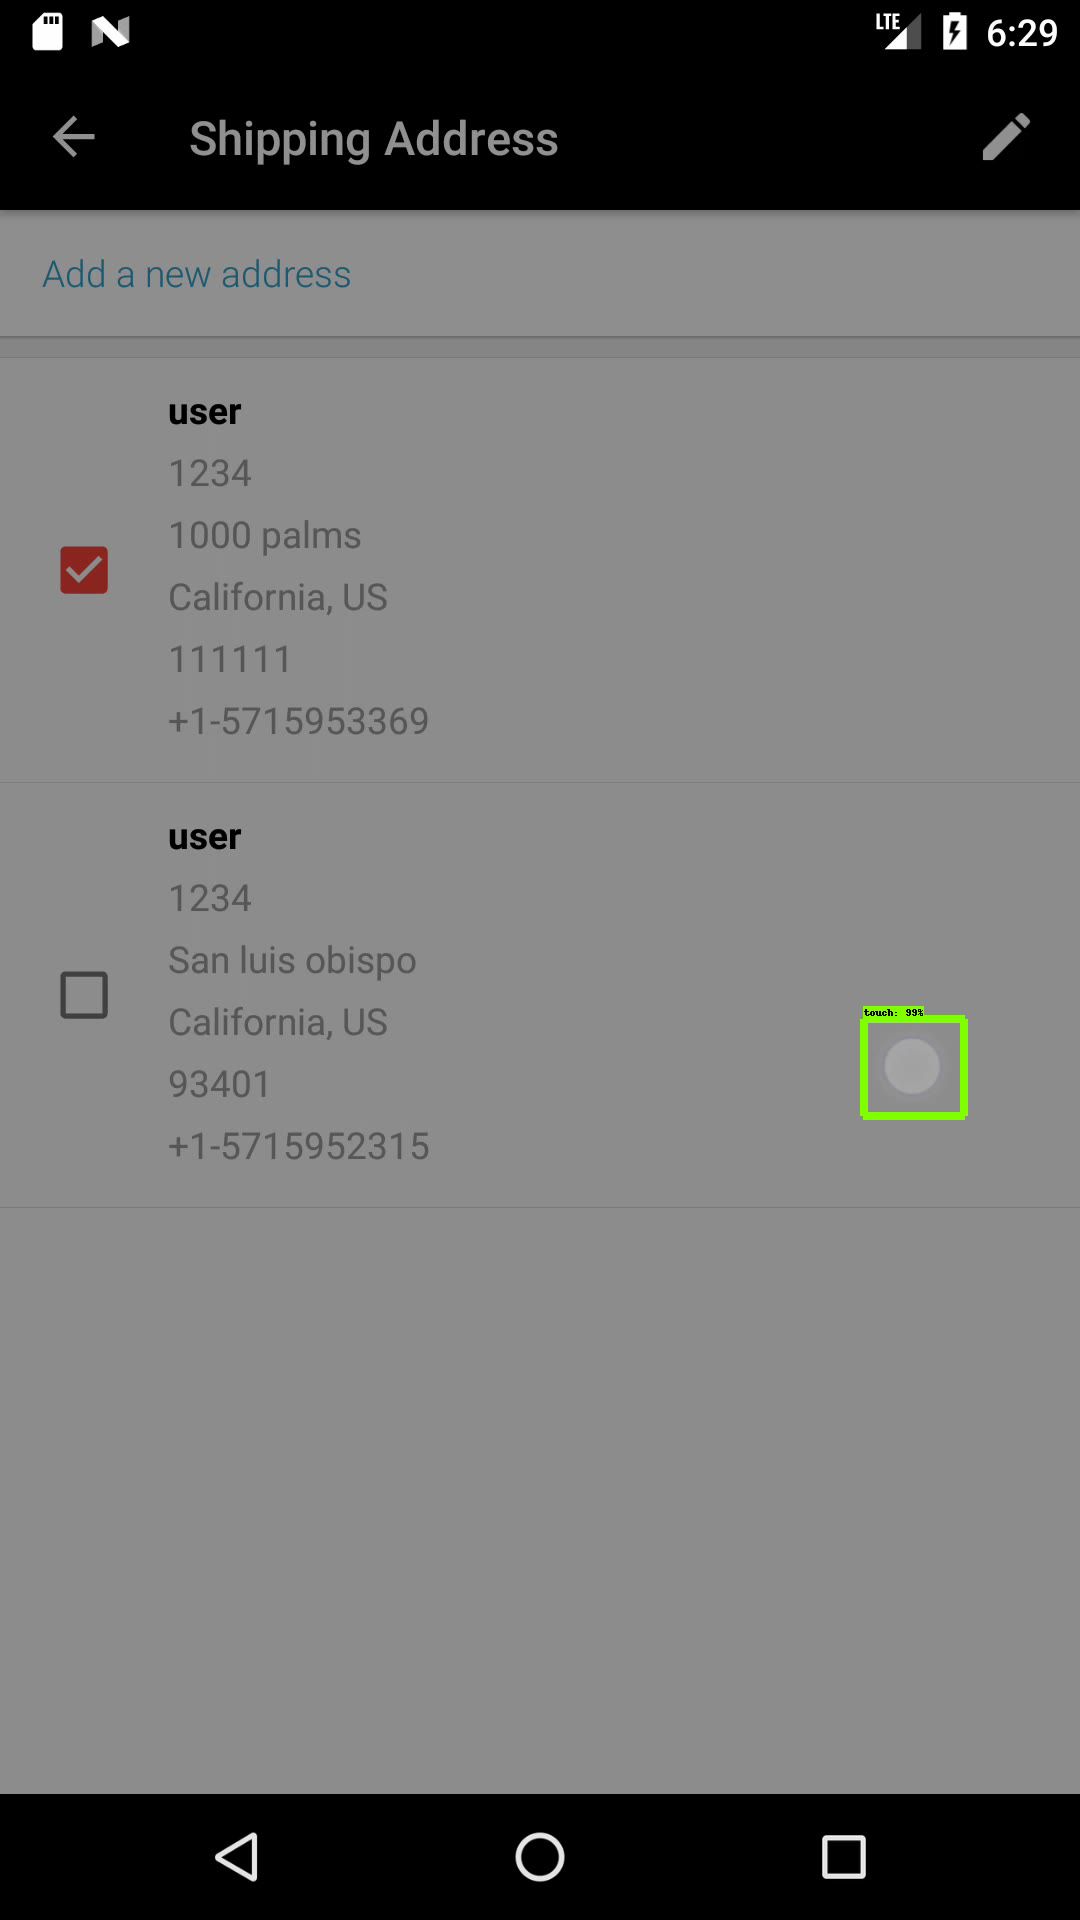 LTE 6:29
Shipping Address
Add a new address
user
1234
1000 palms
California, US
111111
+1-5715953369
user
1234
San luis obispo
California, US
touch: 99%
93401
+1-5715952315